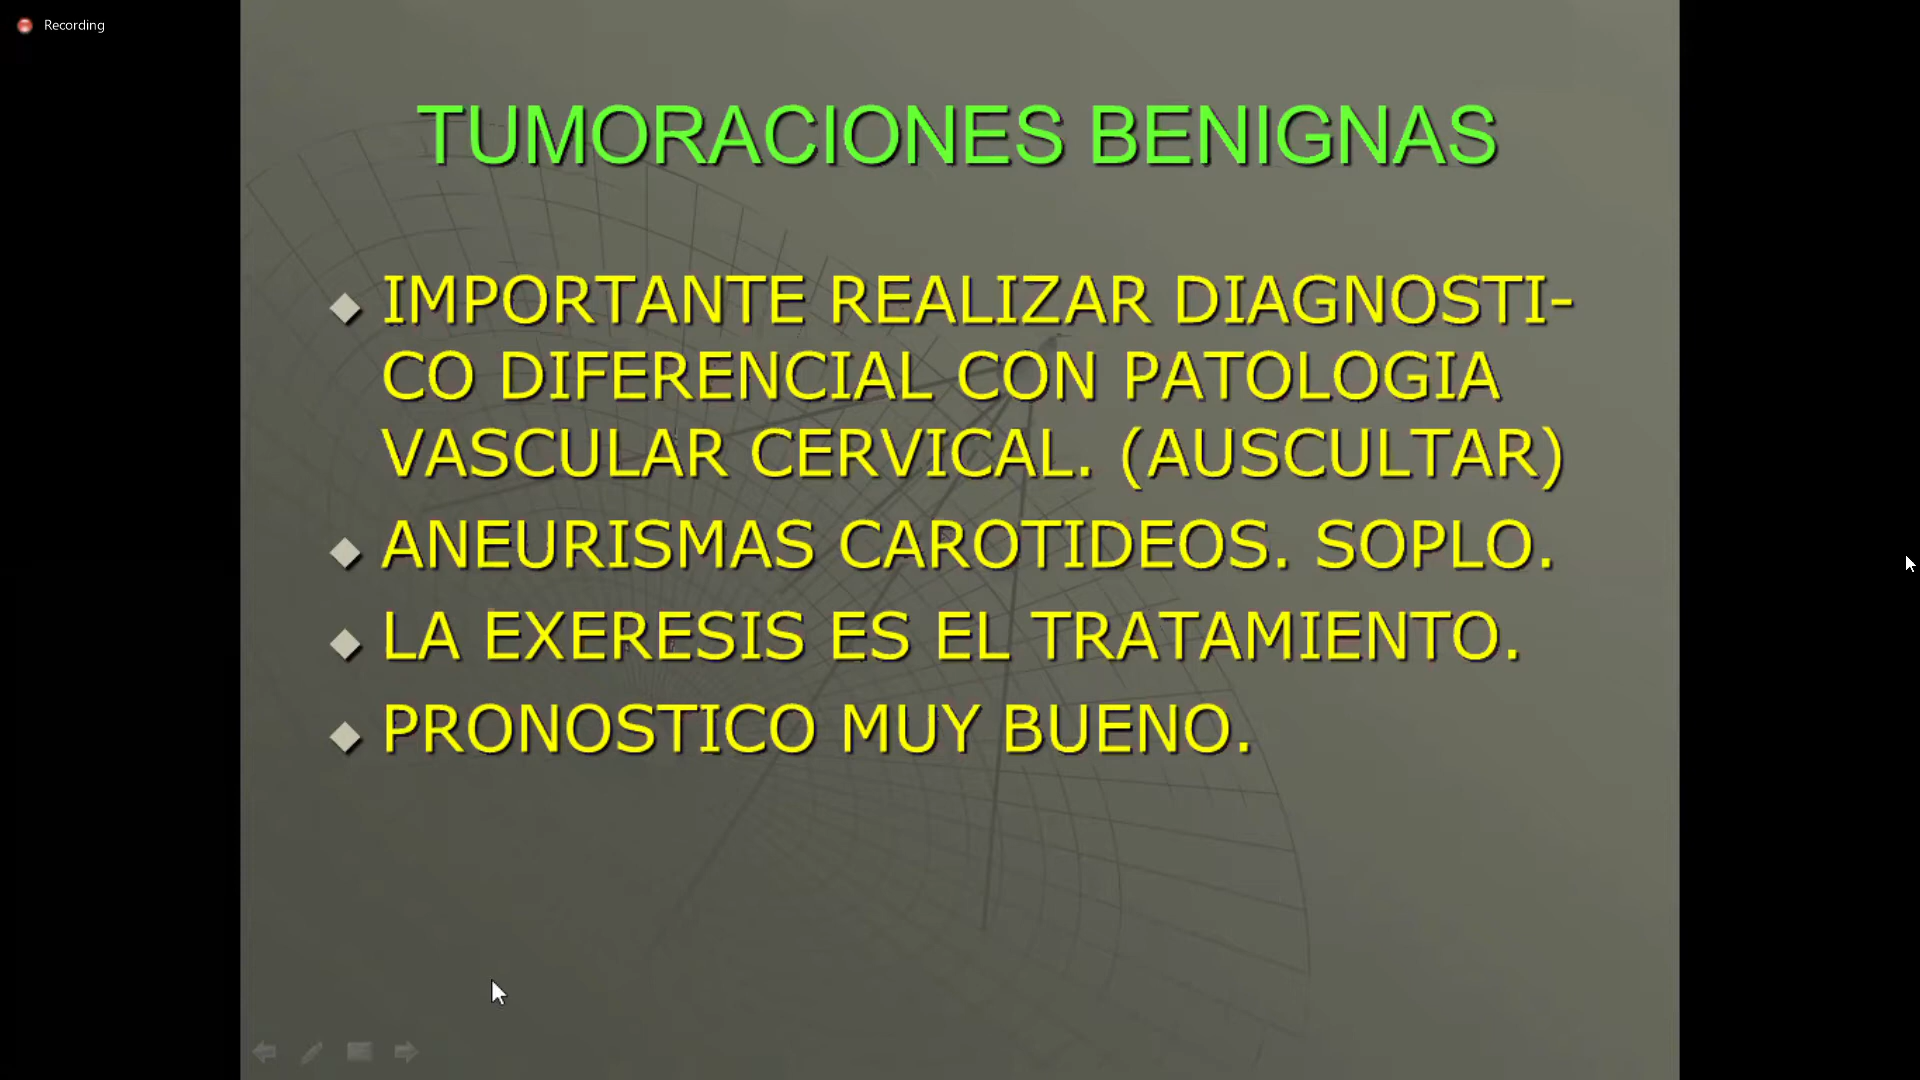 Recording
TUMORACIONES BENIGNAS
IMPORTANTE REALIZAR DIAGNOSTI-
CO DIFERENCIAL CON PATOLOGIA
VASCULAR CERVICAL. (AUSCULTAR)
ANEURISMAS CAROTIDEOS. SOPLO.
LA EXERESIS ES EL TRATAMIENTO.
PRONOSTICO MUY BUENO.